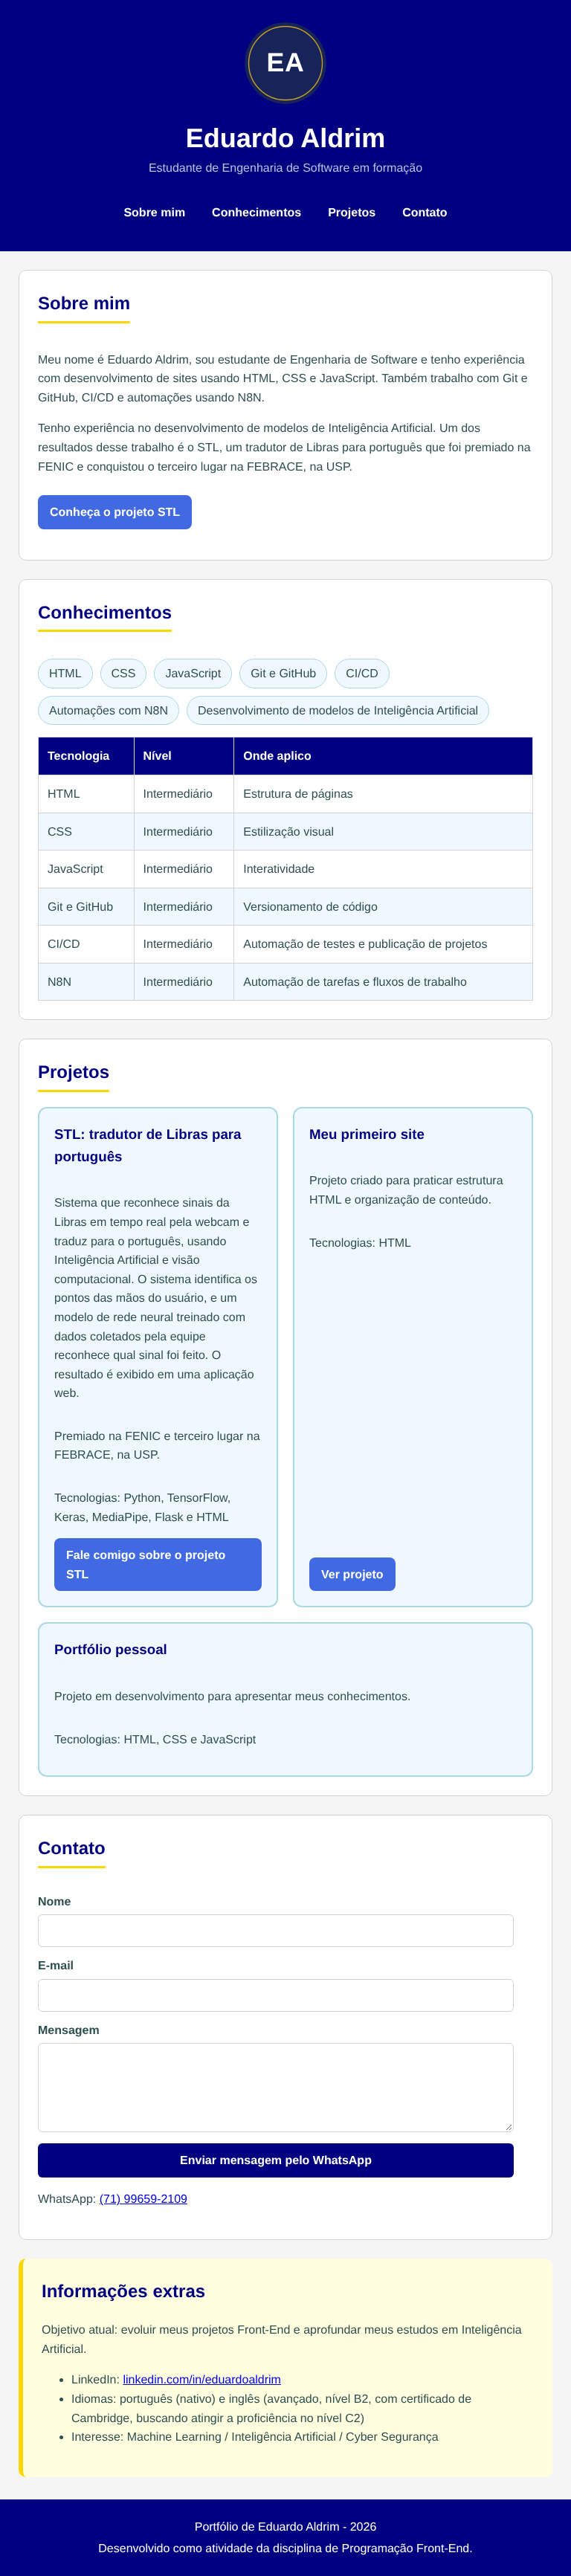 EA
Eduardo Aldrim
Estudante de Engenharia de Software em formação
Sobre mim Conhecimentos Projetos Contato
Sobre mim
Meu nome é Eduardo Aldrim, sou estudante de Engenharia de Software e tenho experiência
com desenvolvimento de sites usando HTML, CSS e JavaScript. Também trabalho com Git e
GitHub, CI/CD e automações usando N8N.
Tenho experiência no desenvolvimento de modelos de Inteligência Artificial. Um dos
resultados desse trabalho é o STL, um tradutor de Libras para português que foi premiado na
FENIC e conquistou o terceiro lugar na FEBRACE, na USP.
Conheça o projeto STL
Conhecimentos
HTML CSS JavaScript Git e GitHub CI/CD
Automações com N8N Desenvolvimento de modelos de Inteligência Artificial
Tecnologia Nível Onde aplico
HTML Intermediário Estrutura de páginas
CSS Intermediário Estilização visual
JavaScript Intermediário Interatividade
Git e GitHub Intermediário Versionamento de código
CI/CD Intermediário Automação de testes e publicação de projetos
N8N Intermediário Automação de tarefas e fluxos de trabalho
Projetos
STL: tradutor de Libras para
português
Sistema que reconhece sinais da
Libras em tempo real pela webcam e
traduz para o português, usando
Inteligência Artificial e visão
computacional. O sistema identifica os
pontos das mãos do usuário, e um
modelo de rede neural treinado com
dados coletados pela equipe
reconhece qual sinal foi feito. O
resultado é exibido em uma aplicação
web.
Premiado na FENIC e terceiro lugar na
FEBRACE, na USP.
Tecnologias: Python, TensorFlow,
Keras, MediaPipe, Flask e HTML
Fale comigo sobre o projeto
STL
Meu primeiro site
Projeto criado para praticar estrutura
HTML e organização de conteúdo.
Tecnologias: HTML
Ver projeto
Portfólio pessoal
Projeto em desenvolvimento para apresentar meus conhecimentos.
Tecnologias: HTML, CSS e JavaScript
Contato
Nome
E-mail
Mensagem
Enviar mensagem pelo WhatsApp
WhatsApp: (71) 99659-2109
Informações extras
Objetivo atual: evoluir meus projetos Front-End e aprofundar meus estudos em Inteligência
Artificial.
• LinkedIn: linkedin.com/in/eduardoaldrim
• Idiomas: português (nativo) e inglês (avançado, nível B2, com certificado de
Cambridge, buscando atingir a proficiência no nível C2)
• Interesse: Machine Learning / Inteligência Artificial / Cyber Segurança
Portfólio de Eduardo Aldrim - 2026
Desenvolvido como atividade da disciplina de Programação Front-End.